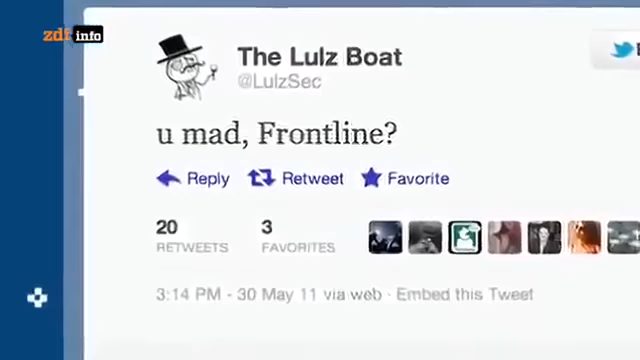 zdf info
The Lulz Boat
@LulzSec
u mad, Frontline?
Reply Retweet Favorite
20 3
RETWEETS FAVORITES
3:14 PM - 30 May 11 via web · Embed this Tweet